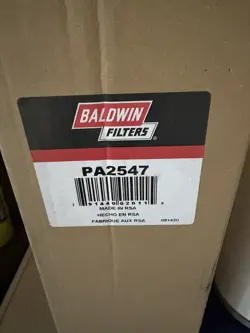 BALDWIN
FILTERS®
PA2547
MADE IN RSA
HECHO EN RSA
FABRIQUE AUX RSA